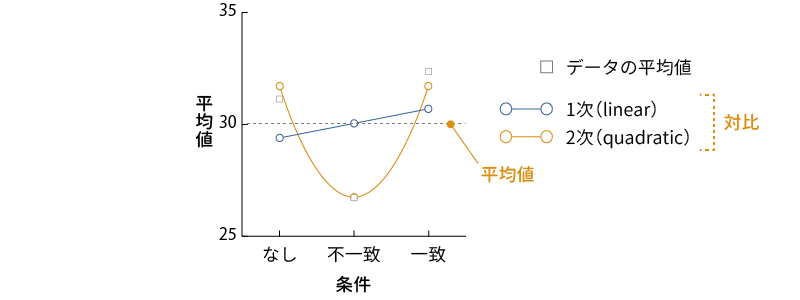 35
30
25
平均値
なし
不一致
一致
条件
データの平均値
1次（linear）
2次（quadratic）
対比
平均値